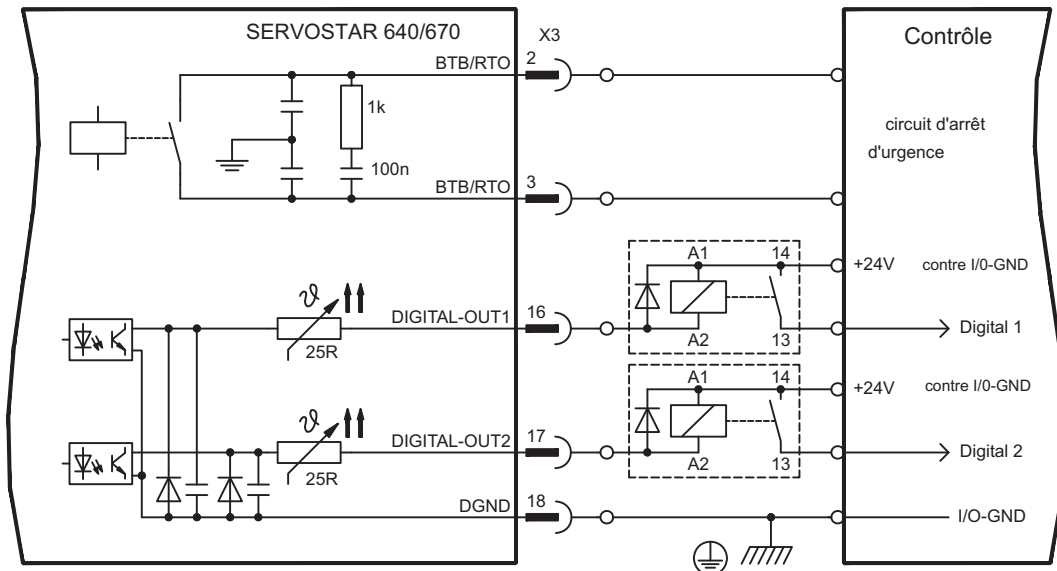 SERVOSTAR 640/670
X3
Contrôle
BTB/RTO
2
1k
100n
circuit d'arrêt
d'urgence
BTB/RTO
3
A1
14
+24V
contre I/0-GND
ϑ
DIGITAL-OUT1
16
Digital 1
25R
A2
13
A1
14
+24V
contre I/0-GND
ϑ
DIGITAL-OUT2
17
Digital 2
25R
A2
13
DGND
18
I/O-GND